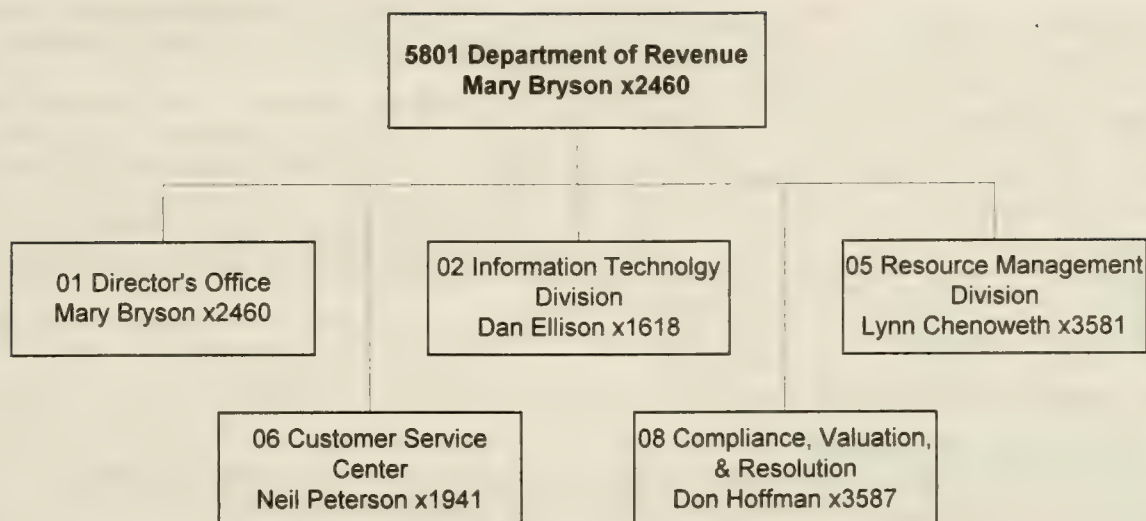 5801 Department of Revenue
Mary Bryson x2460
01 Director's Office
Mary Bryson x2460
02 Information Technolgy
Division
Dan Ellison x1618
05 Resource Management
Division
Lynn Chenoweth x3581
06 Customer Service
Center
Neil Peterson x1941
08 Compliance, Valuation,
& Resolution
Don Hoffman x3587